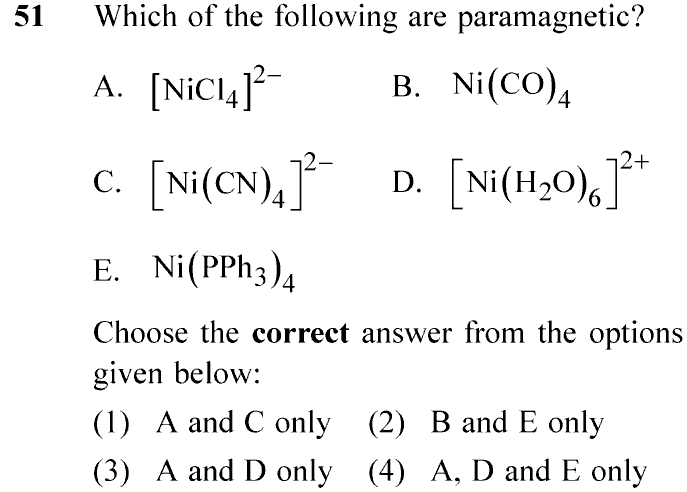 51 Which of the following are paramagnetic?
A. [NiCl₄]²⁻ B. Ni(CO)₄
C. [Ni(CN)₄]²⁻ D. [Ni(H₂O)₆]²⁺
E. Ni(PPh₃)₄
Choose the correct answer from the options
given below:
(1) A and C only (2) B and E only
(3) A and D only (4) A, D and E only